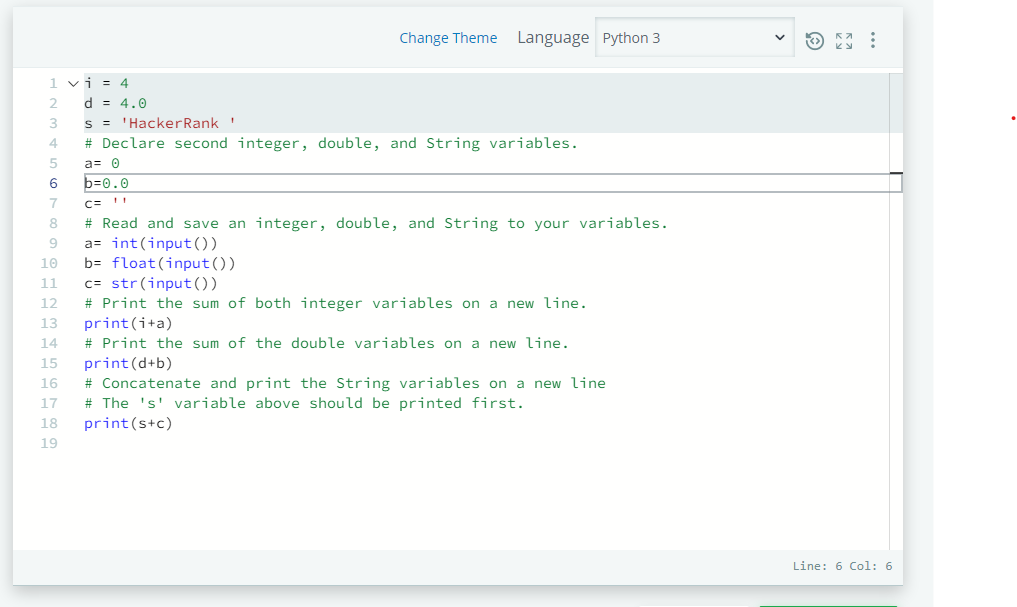 Change Theme Language Python 3
1 i = 4
2 d = 4.0
3 s = 'HackerRank '
4 # Declare second integer, double, and String variables.
5 a= 0
6 b=0.0
7 c= ''
8 # Read and save an integer, double, and String to your variables.
9 a= int(input())
10 b= float(input())
11 c= str(input())
12 # Print the sum of both integer variables on a new line.
13 print(i+a)
14 # Print the sum of the double variables on a new line.
15 print(d+b)
16 # Concatenate and print the String variables on a new line
17 # The 's' variable above should be printed first.
18 print(s+c)
19
Line: 6 Col: 6